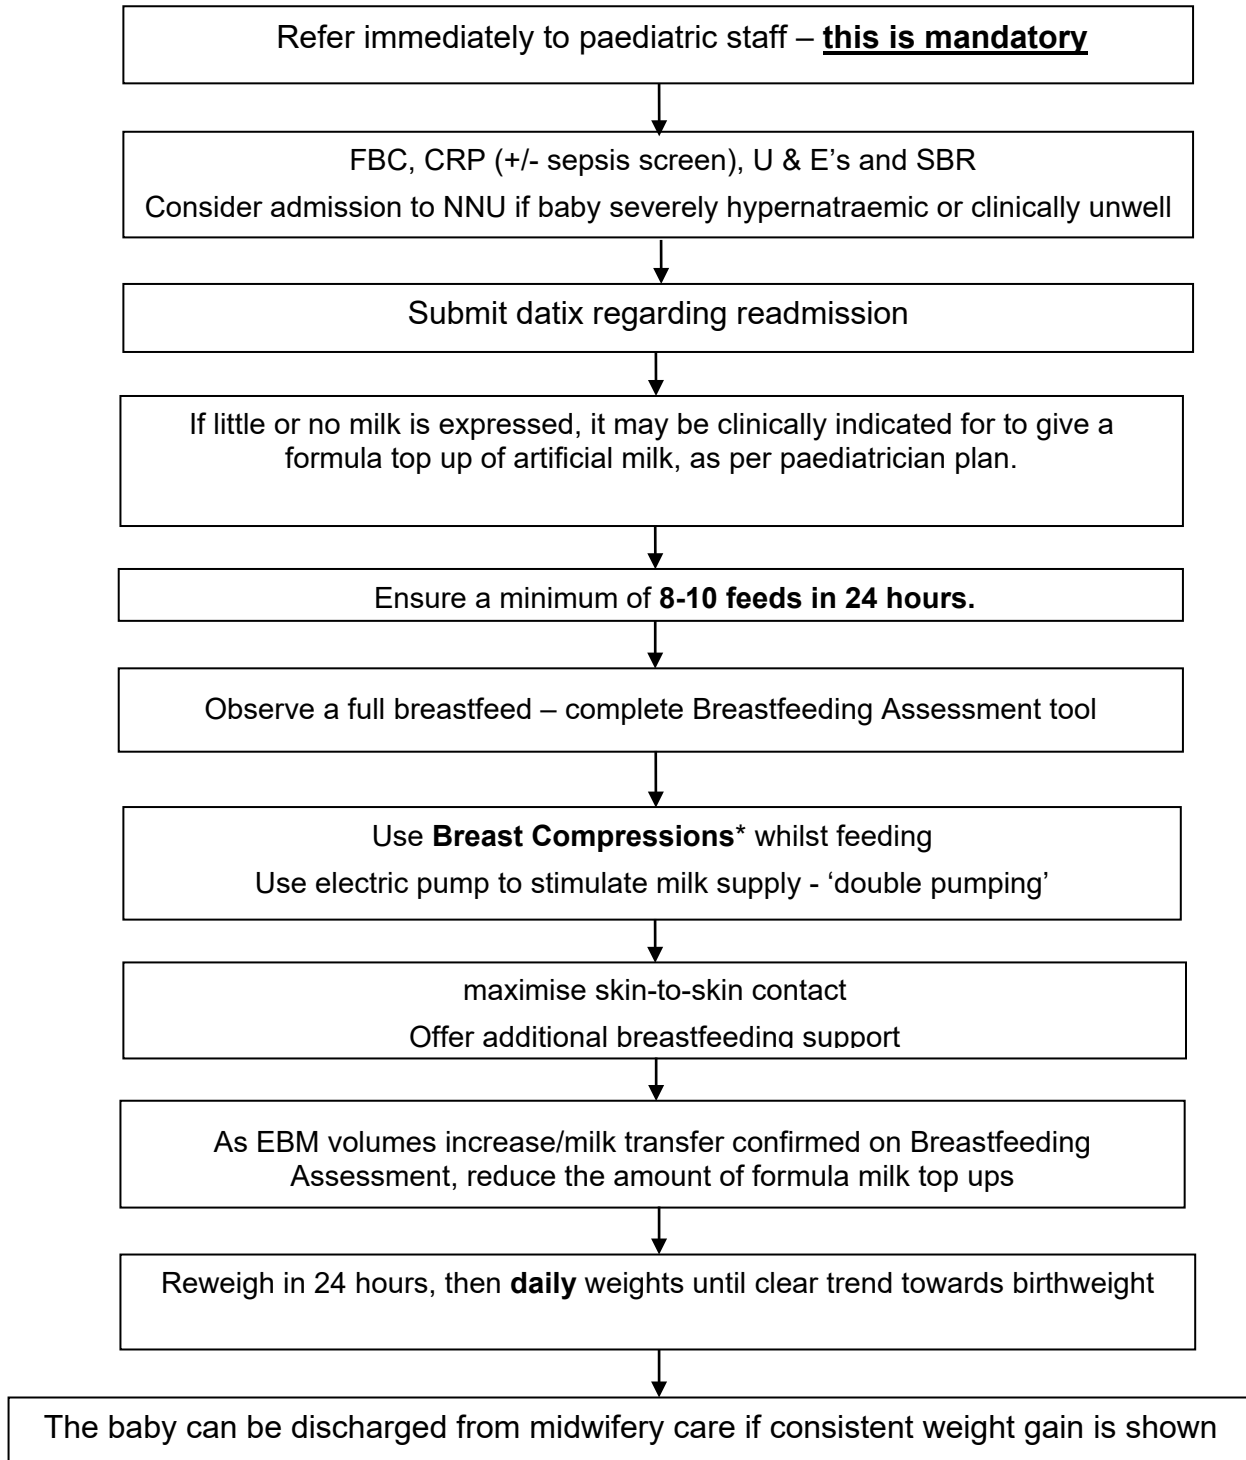 Refer immediately to paediatric staff – this is mandatory
FBC, CRP (+/- sepsis screen), U & E’s and SBR
Consider admission to NNU if baby severely hypernatraemic or clinically unwell
Submit datix regarding readmission
If little or no milk is expressed, it may be clinically indicated for to give a
formula top up of artificial milk, as per paediatrician plan.
Ensure a minimum of 8-10 feeds in 24 hours.
Observe a full breastfeed – complete Breastfeeding Assessment tool
Use Breast Compressions* whilst feeding
Use electric pump to stimulate milk supply - ‘double pumping’
maximise skin-to-skin contact
Offer additional breastfeeding support
As EBM volumes increase/milk transfer confirmed on Breastfeeding
Assessment, reduce the amount of formula milk top ups
Reweigh in 24 hours, then daily weights until clear trend towards birthweight
The baby can be discharged from midwifery care if consistent weight gain is shown